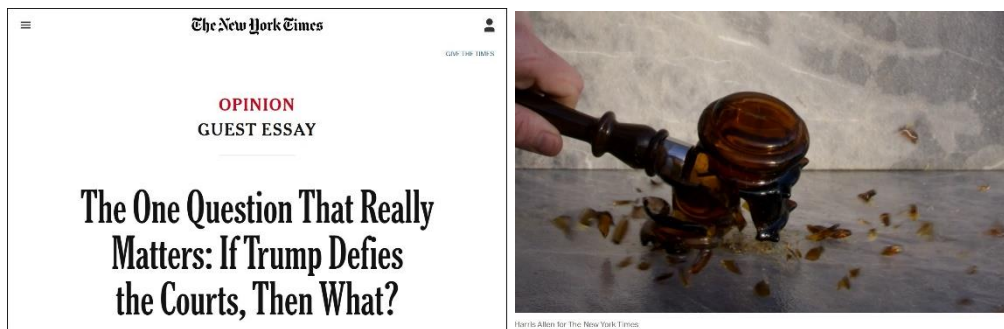 The New York Times
GIVE THE TIMES
OPINION
GUEST ESSAY
The One Question That Really
Matters: If Trump Defies
the Courts, Then What?
Harris Allen for The New York Times